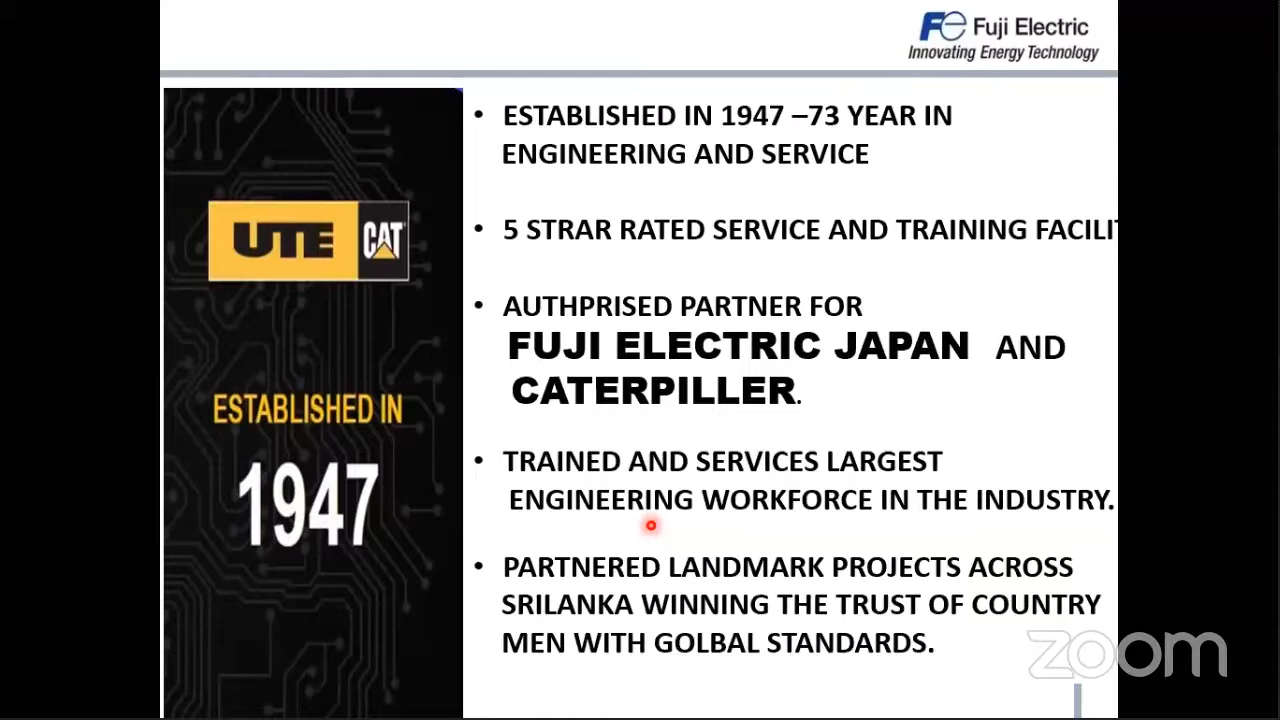 Fuji Electric
Innovating Energy Technology
• ESTABLISHED IN 1947 –73 YEAR IN
ENGINEERING AND SERVICE
• 5 STRAR RATED SERVICE AND TRAINING FACILIT
• AUTHPRISED PARTNER FOR
FUJI ELECTRIC JAPAN AND
CATERPILLER.
• TRAINED AND SERVICES LARGEST
ENGINEERING WORKFORCE IN THE INDUSTRY.
• PARTNERED LANDMARK PROJECTS ACROSS
SRILANKA WINNING THE TRUST OF COUNTRY
MEN WITH GOLBAL STANDARDS.
UTE CAT
ESTABLISHED IN
1947
zoom